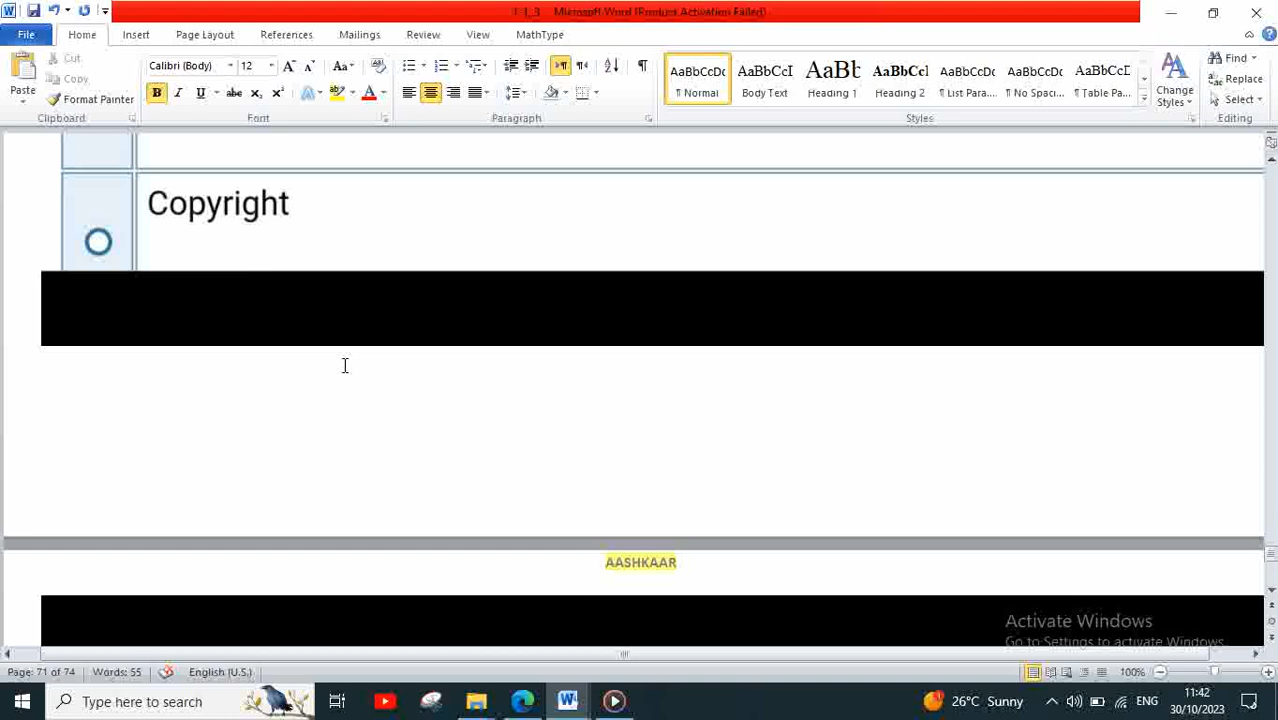 1-1_3 - Microsoft Word (Product Activation Failed)
File Home Insert Page Layout References Mailings Review View MathType
Paste
Cut
Copy
Format Painter
Clipboard
Calibri (Body) 12
Font
Paragraph
AaBbCcDc AaBbCcI AaBb AaBbCcI AaBbCcDc AaBbCcDc AaBbCcD
¶ Normal Body Text Heading 1 Heading 2 ¶ List Para... ¶ No Spaci... ¶ Table Pa...
Styles
Change Styles
Find
Replace
Select
Editing
Copyright
AASHKAAR
Activate Windows
Go to Settings to activate Windows.
Page: 71 of 74 Words: 55 English (U.S.) 100%
Type here to search
26°C Sunny
ENG
11:42
30/10/2023